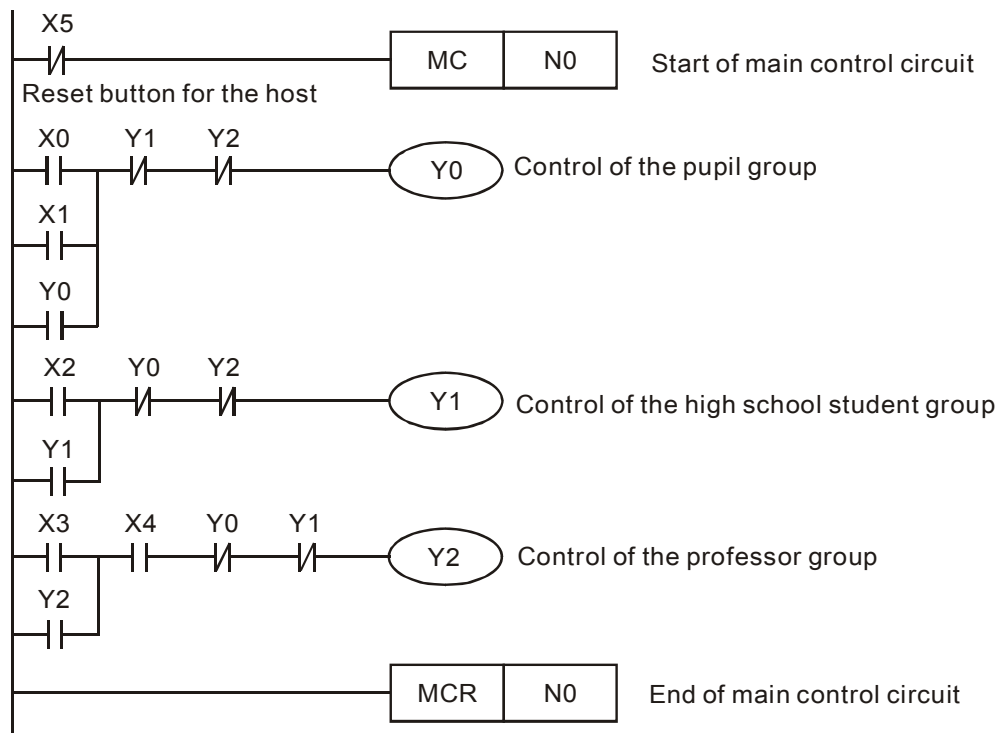 X5
MC N0 Start of main control circuit
Reset button for the host
X0 Y1 Y2
Y0 Control of the pupil group
X1
Y0
X2 Y0 Y2
Y1 Control of the high school student group
Y1
X3 X4 Y0 Y1
Y2 Control of the professor group
Y2
MCR N0 End of main control circuit